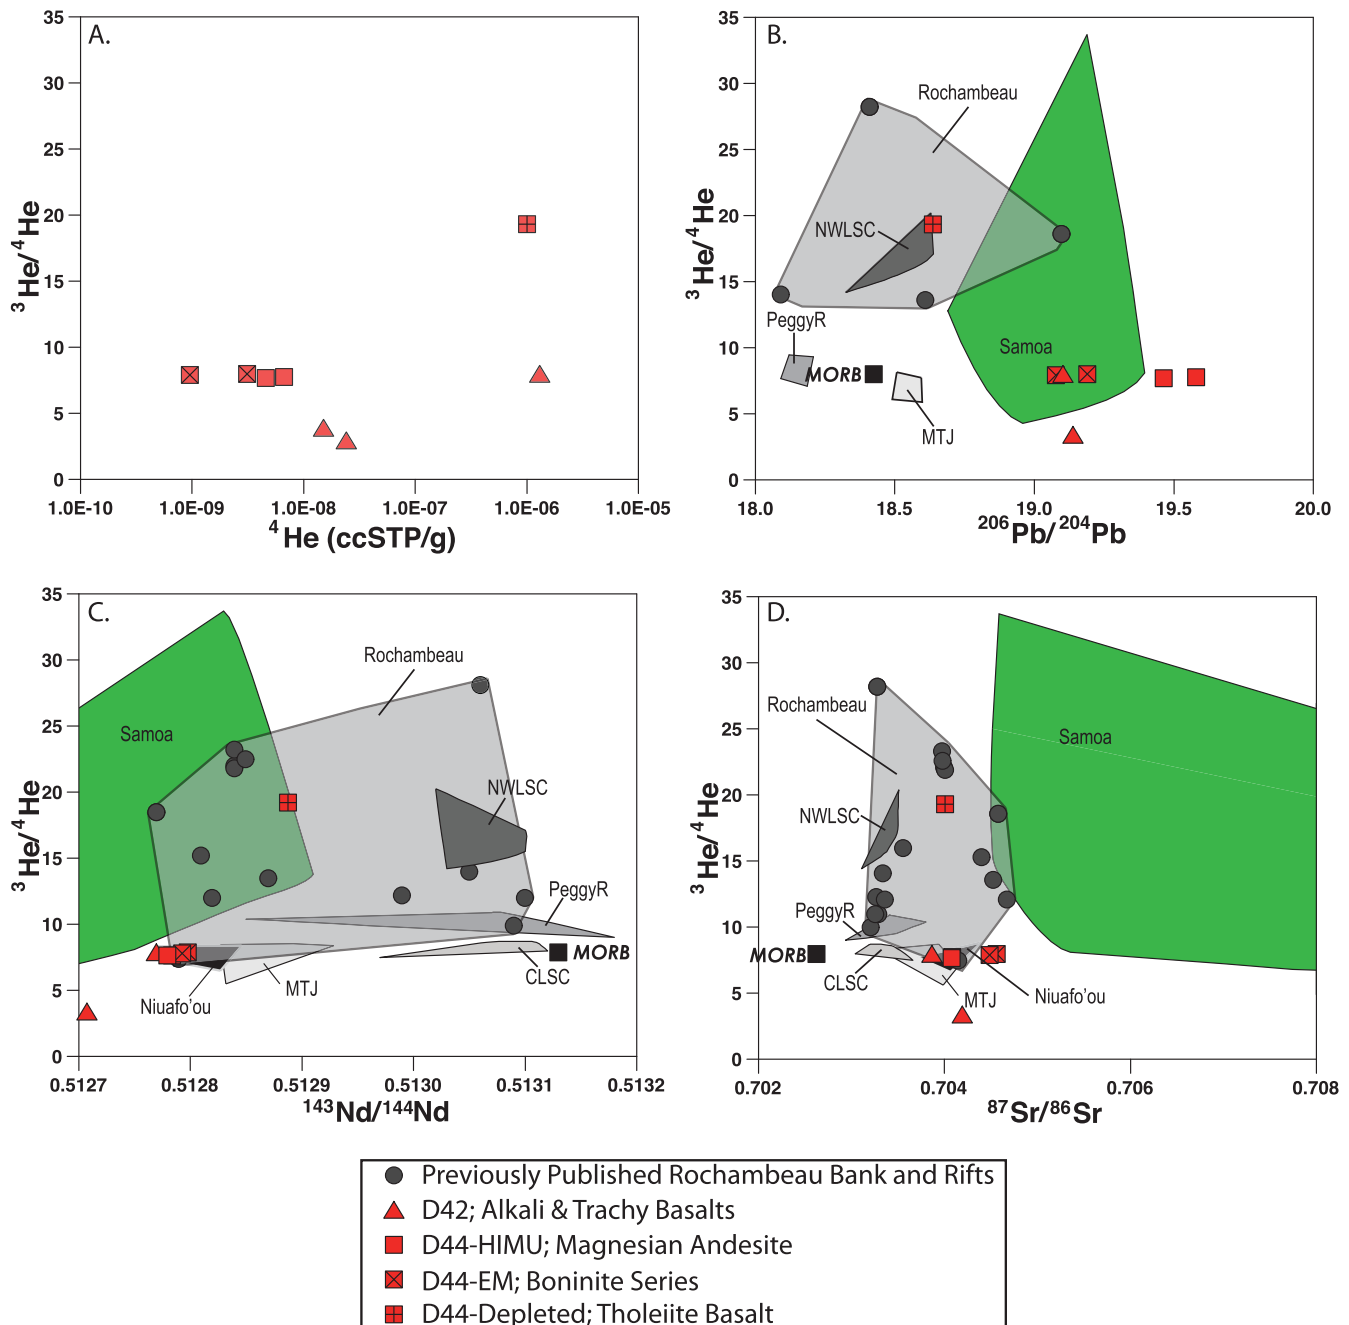 A.
35
30
25
20
15
10
5
0
3He/4He
1.0E-10 1.0E-09 1.0E-08 1.0E-07 1.0E-06 1.0E-05
4He (ccSTP/g)
B.
35
30
25
20
15
10
5
0
3He/4He
Rochambeau
NWLSC
PeggyR
MORB
MTJ
Samoa
18.0 18.5 19.0 19.5 20.0
206Pb/204Pb
C.
35
30
25
20
15
10
5
0
3He/4He
Rochambeau
Samoa
NWLSC
PeggyR
MORB
CLSC
MTJ
Niuafo'ou
0.5127 0.5128 0.5129 0.5130 0.5131 0.5132
143Nd/144Nd
D.
35
30
25
20
15
10
5
0
3He/4He
Rochambeau
Samoa
NWLSC
PeggyR
MORB
CLSC
MTJ
Niuafo'ou
0.702 0.704 0.706 0.708
87Sr/86Sr
Previously Published Rochambeau Bank and Rifts
D42; Alkali & Trachy Basalts
D44-HIMU; Magnesian Andesite
D44-EM; Boninite Series
D44-Depleted; Tholeiite Basalt